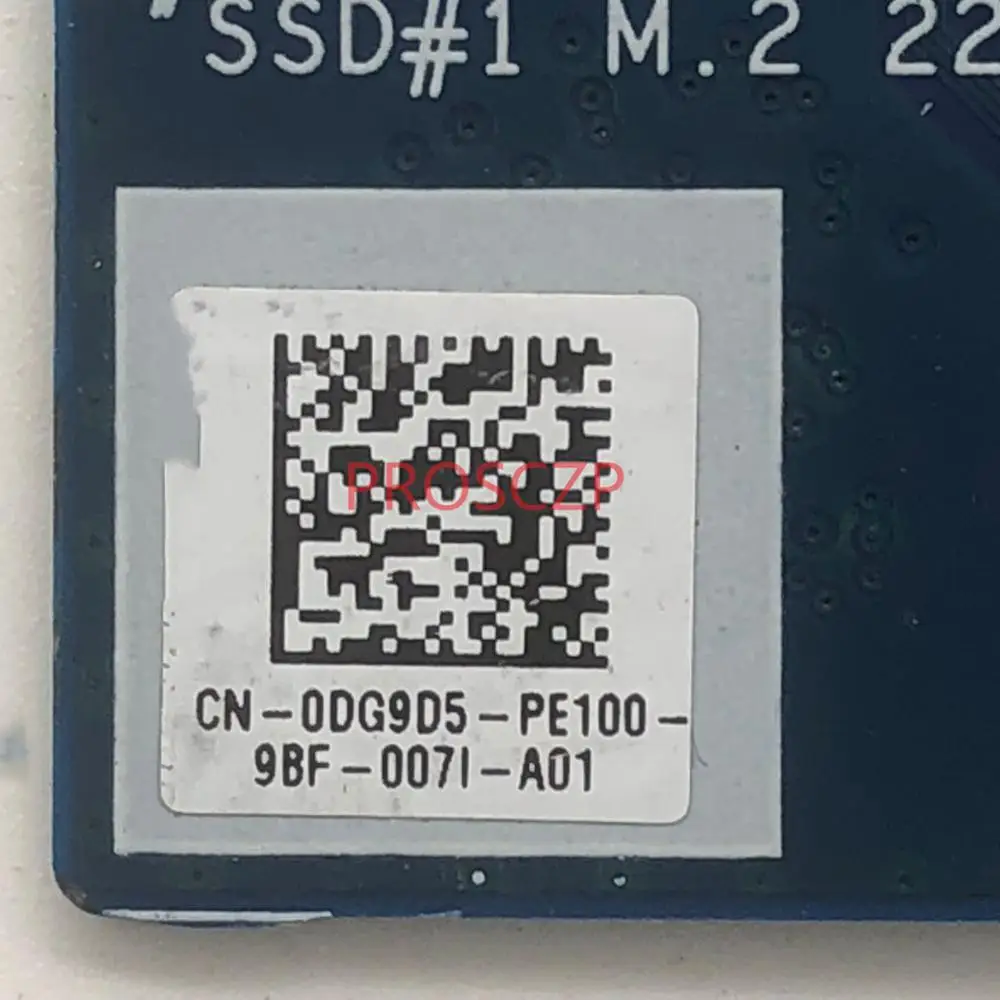 SSD#1 M.2 22
PROSCZP
CN-0DG9D5-PE100-
9BF-007I-A01